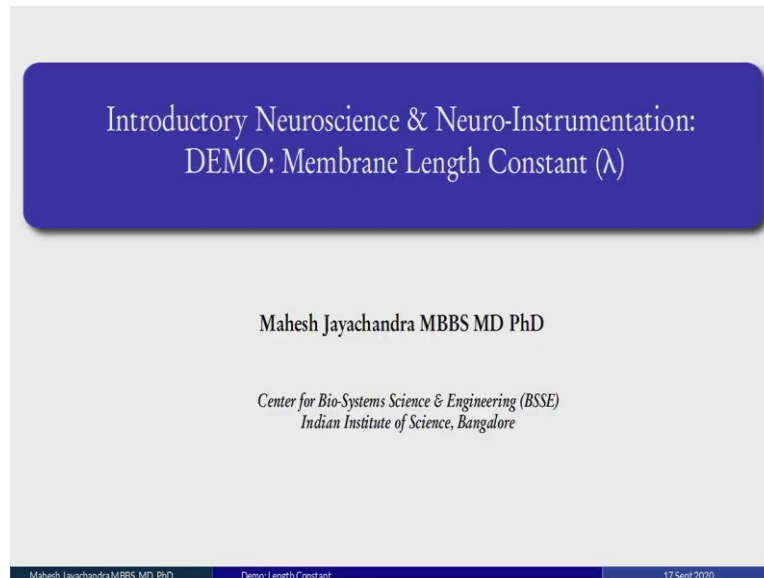 Introductory Neuroscience & Neuro-Instrumentation:
DEMO: Membrane Length Constant (λ)
Mahesh Jayachandra MBBS MD PhD
Center for Bio-Systems Science & Engineering (BSSE)
Indian Institute of Science, Bangalore
Mahesh Jayachandra MBBS MD PhD Demo: Length Constant 17 Sept 2020